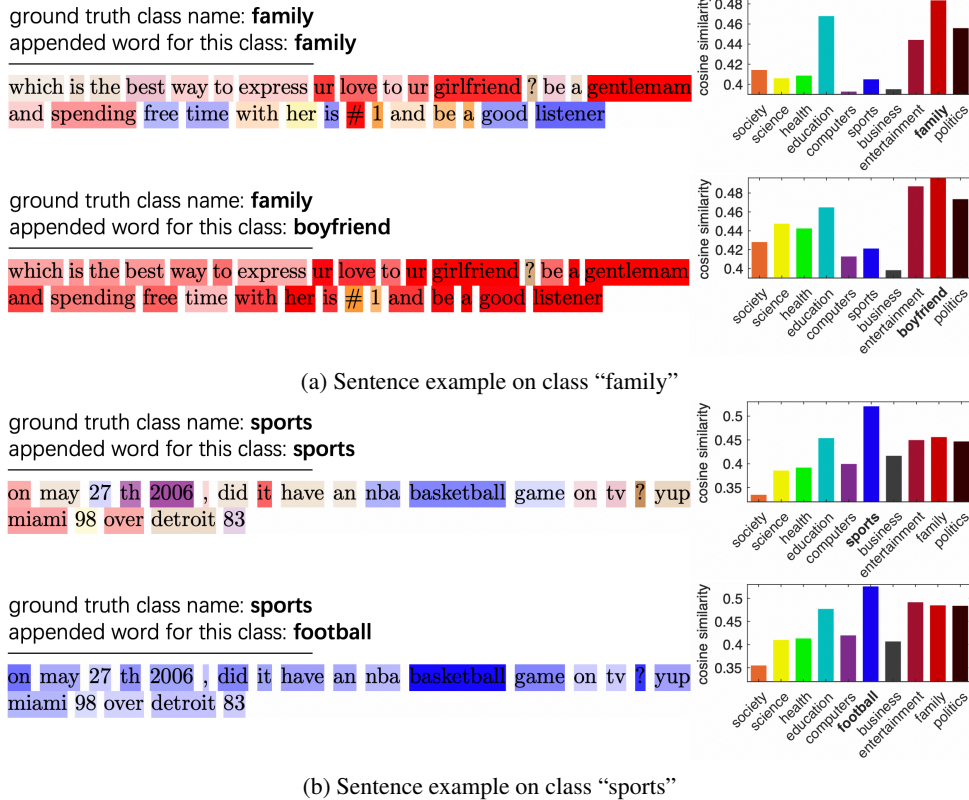 ground truth class name: family
appended word for this class: family
which is the best way to express ur love to ur girlfriend ? be a gentlemam
and spending free time with her is # 1 and be a good listener
cosine similarity
0.48
0.46
0.44
0.42
0.4
society
science
health
education
computers
sports
business
entertainment
family
politics
ground truth class name: family
appended word for this class: boyfriend
which is the best way to express ur love to ur girlfriend ? be a gentlemam
and spending free time with her is # 1 and be a good listener
cosine similarity
0.48
0.46
0.44
0.42
0.4
society
science
health
education
computers
sports
business
entertainment
boyfriend
politics
(a) Sentence example on class “family”
ground truth class name: sports
appended word for this class: sports
on may 27 th 2006 , did it have an nba basketball game on tv ? yup
miami 98 over detroit 83
cosine similarity
0.5
0.45
0.4
0.35
society
science
health
education
computers
sports
business
entertainment
family
politics
ground truth class name: sports
appended word for this class: football
on may 27 th 2006 , did it have an nba basketball game on tv ? yup
miami 98 over detroit 83
cosine similarity
0.5
0.45
0.4
0.35
society
science
health
education
computers
football
business
entertainment
family
politics
(b) Sentence example on class “sports”